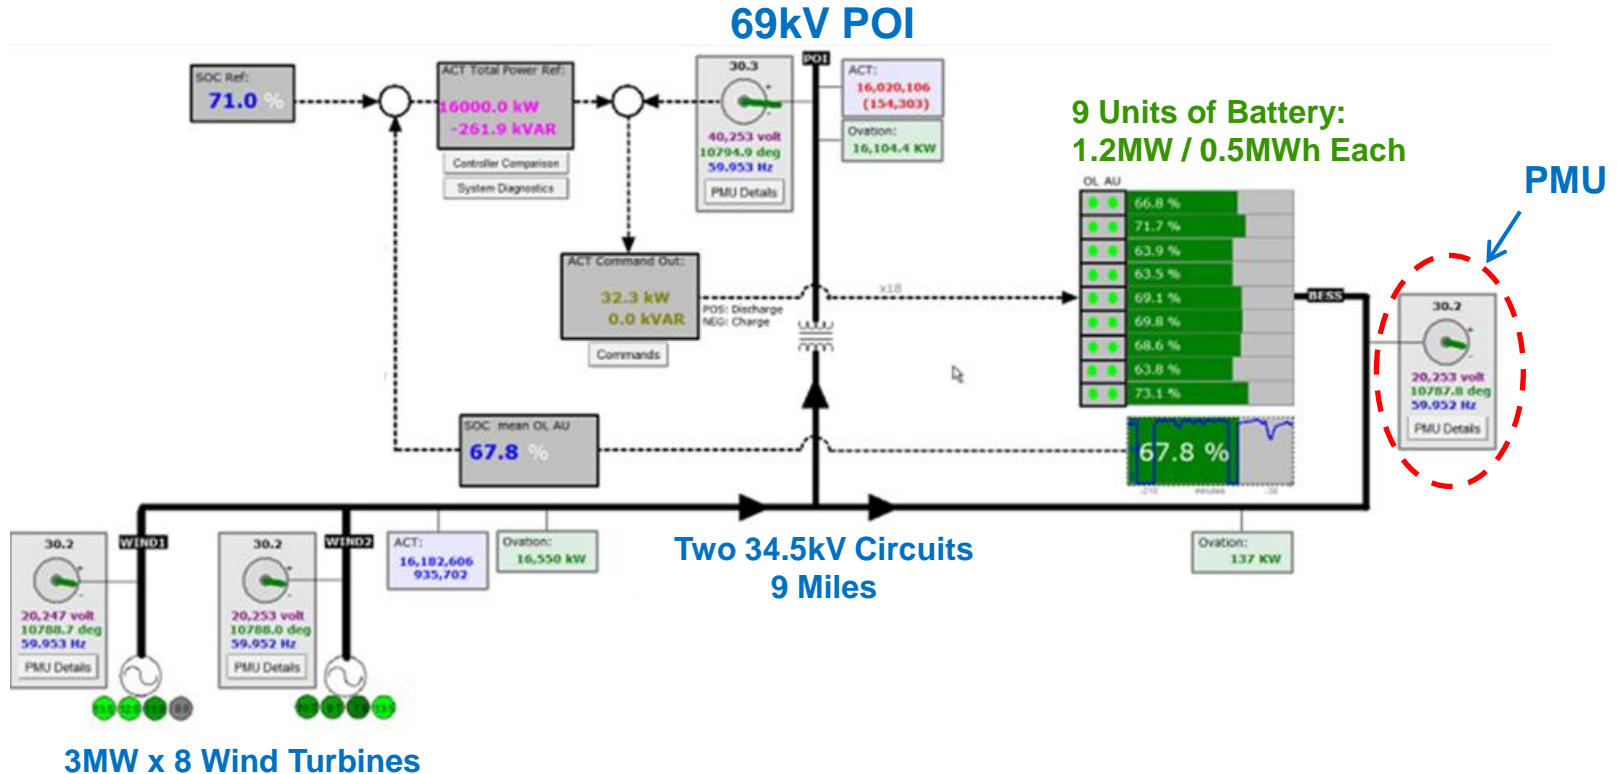 69kV POI
SOC Ref:
71.0 %
ACT Total Power Ref:
16000.0 kW
-261.9 kVAR
Controller Comparison
System Diagnostics
30.3
+
-
40,253 volt
10794.9 deg
59.953 Hz
PMU Details
POI
ACT:
16,020,106
(154,303)
Ovation:
16,104.4 KW
9 Units of Battery:
1.2MW / 0.5MWh Each
PMU
OL AU
66.8 %
71.7 %
63.9 %
63.5 %
69.1 %
69.8 %
68.6 %
63.8 %
73.1 %
ACT Command Out:
32.3 kW
0.0 kVAR
POS: Discharge
NEG: Charge
Commands
x18
BESS
30.2
+
-
20,253 volt
10787.8 deg
59.952 Hz
PMU Details
SOC mean OL AU
67.8 %
67.8 %
minutes
30.2
+
-
20,247 volt
10788.7 deg
59.953 Hz
PMU Details
WIND1
30.2
+
-
20,253 volt
10788.0 deg
59.952 Hz
PMU Details
WIND2
ACT:
16,182,606
935,702
Ovation:
16,550 kW
Two 34.5kV Circuits
9 Miles
Ovation:
137 KW
3MW x 8 Wind Turbines